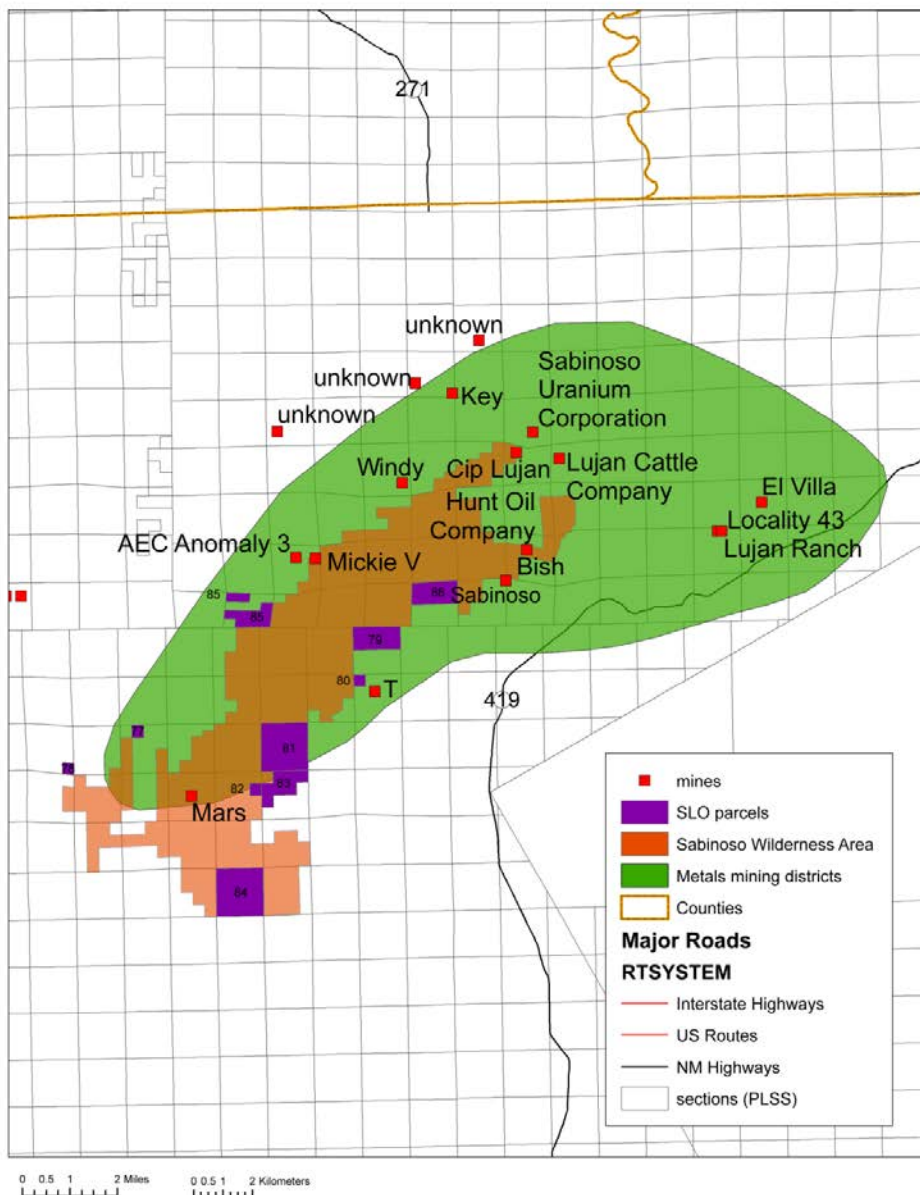 271
unknown
Sabinoso
Uranium
Corporation
unknown
Key
unknown
Windy
Cip Lujan
Lujan Cattle
Company
Hunt Oil
Company
El Villa
Locality 43
Lujan Ranch
AEC Anomaly 3
Mickie V
Bish
Sabinoso
85
85
79
80
T
419
77
81
82
83
Mars
84
mines
SLO parcels
Sabinoso Wilderness Area
Metals mining districts
Counties
Major Roads
RTSYSTEM
Interstate Highways
US Routes
NM Highways
sections (PLSS)
0 0.5 1 2 Miles
0 0.5 1 2 Kilometers